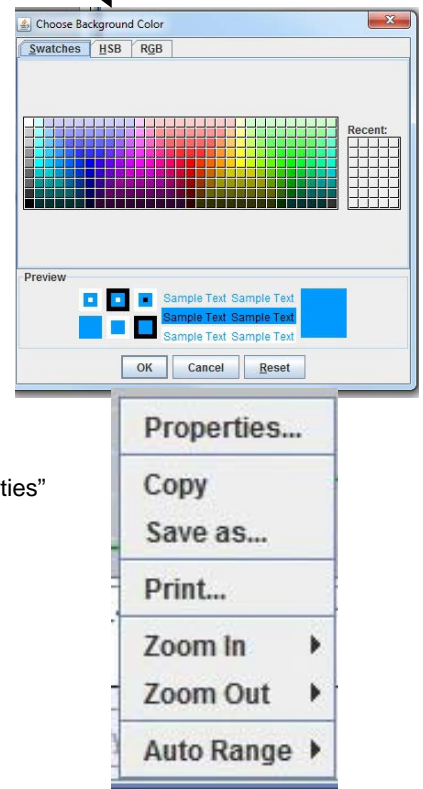 Choose Background Color
Swatches HSB RGB
Recent:
Preview
Sample Text Sample Text
Sample Text Sample Text
Sample Text Sample Text
OK Cancel Reset
Properties...
ties”
Copy
Save as...
Print...
Zoom In
Zoom Out
Auto Range